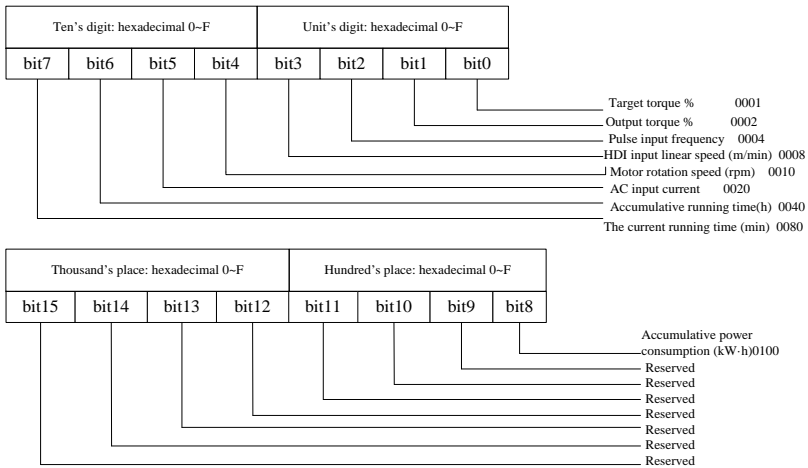 Ten's digit: hexadecimal 0~F Unit's digit: hexadecimal 0~F
bit7 bit6 bit5 bit4 bit3 bit2 bit1 bit0
Target torque % 0001
Output torque % 0002
Pulse input frequency 0004
HDI input linear speed (m/min) 0008
Motor rotation speed (rpm) 0010
AC input current 0020
Accumulative running time(h) 0040
The current running time (min) 0080
Thousand's place: hexadecimal 0~F Hundred's place: hexadecimal 0~F
bit15 bit14 bit13 bit12 bit11 bit10 bit9 bit8
Accumulative power
consumption (kW·h)0100
Reserved
Reserved
Reserved
Reserved
Reserved
Reserved
Reserved